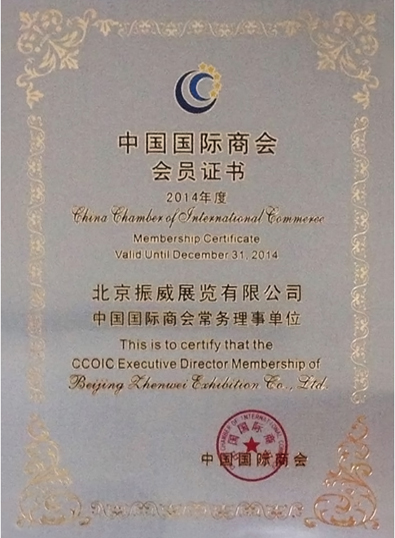 中国国际商会
会员证书
2014年度
China Chamber of International Commerce
Membership Certificate
Valid Until December 31, 2014
北京振威展览有限公司
中国国际商会常务理事单位
This is to certify that the
CCOIC Executive Director Membership of
Beijing Zhenwei Exhibition Co., Ltd.
CHAMBER OF INTERNATIONAL
中国国际商会